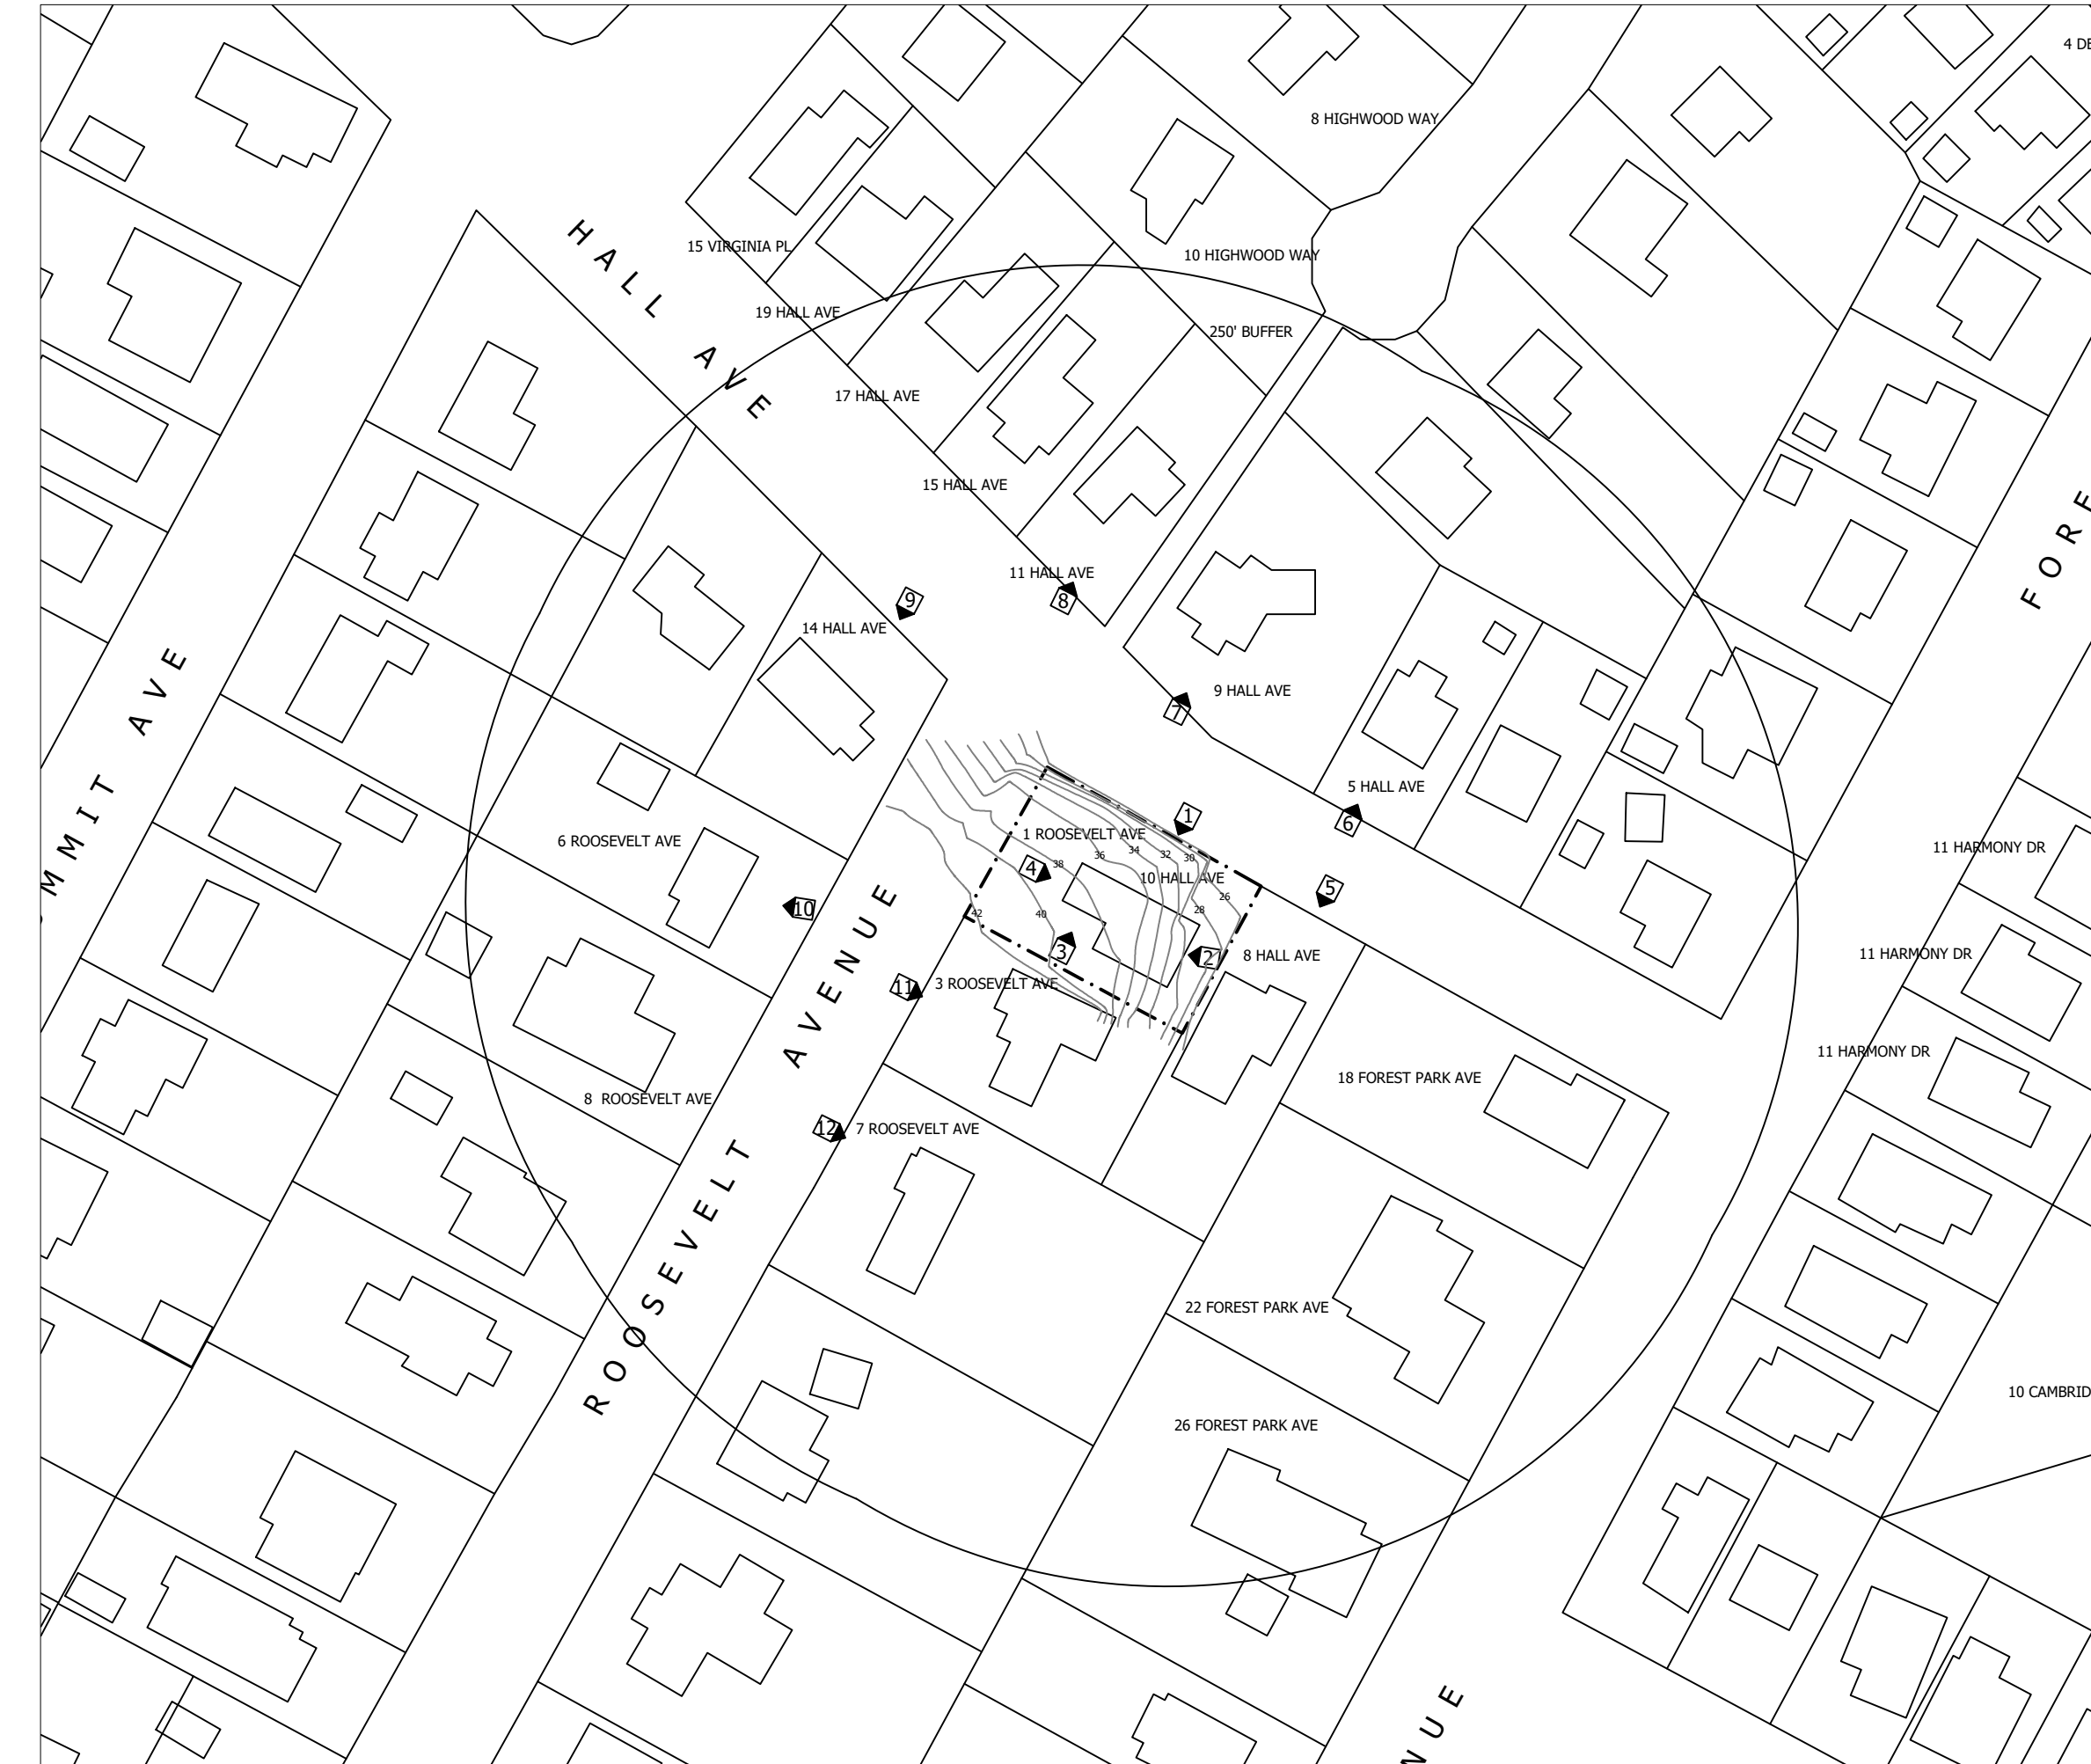 4 DE
8 HIGHWOOD WAY
HALL AVE
15 VIRGINIA PL
10 HIGHWOOD WAY
19 HALL AVE
250' BUFFER
17 HALL AVE
15 HALL AVE
FORE
11 HALL AVE
9
8
14 HALL AVE
9 HALL AVE
7
MMIT AVE
5 HALL AVE
1
6
1 ROOSEVELT AVE
6 ROOSEVELT AVE
11 HARMONY DR
38
36
34
32
30
4
10 HALL AVE
5
26
28
42
40
10
3
2
8 HALL AVE
11 HARMONY DR
11
3 ROOSEVELT AVE
ROOSEVELT AVENUE
11 HARMONY DR
18 FOREST PARK AVE
8 ROOSEVELT AVE
12
7 ROOSEVELT AVE
22 FOREST PARK AVE
10 CAMBRID
26 FOREST PARK AVE
NUE